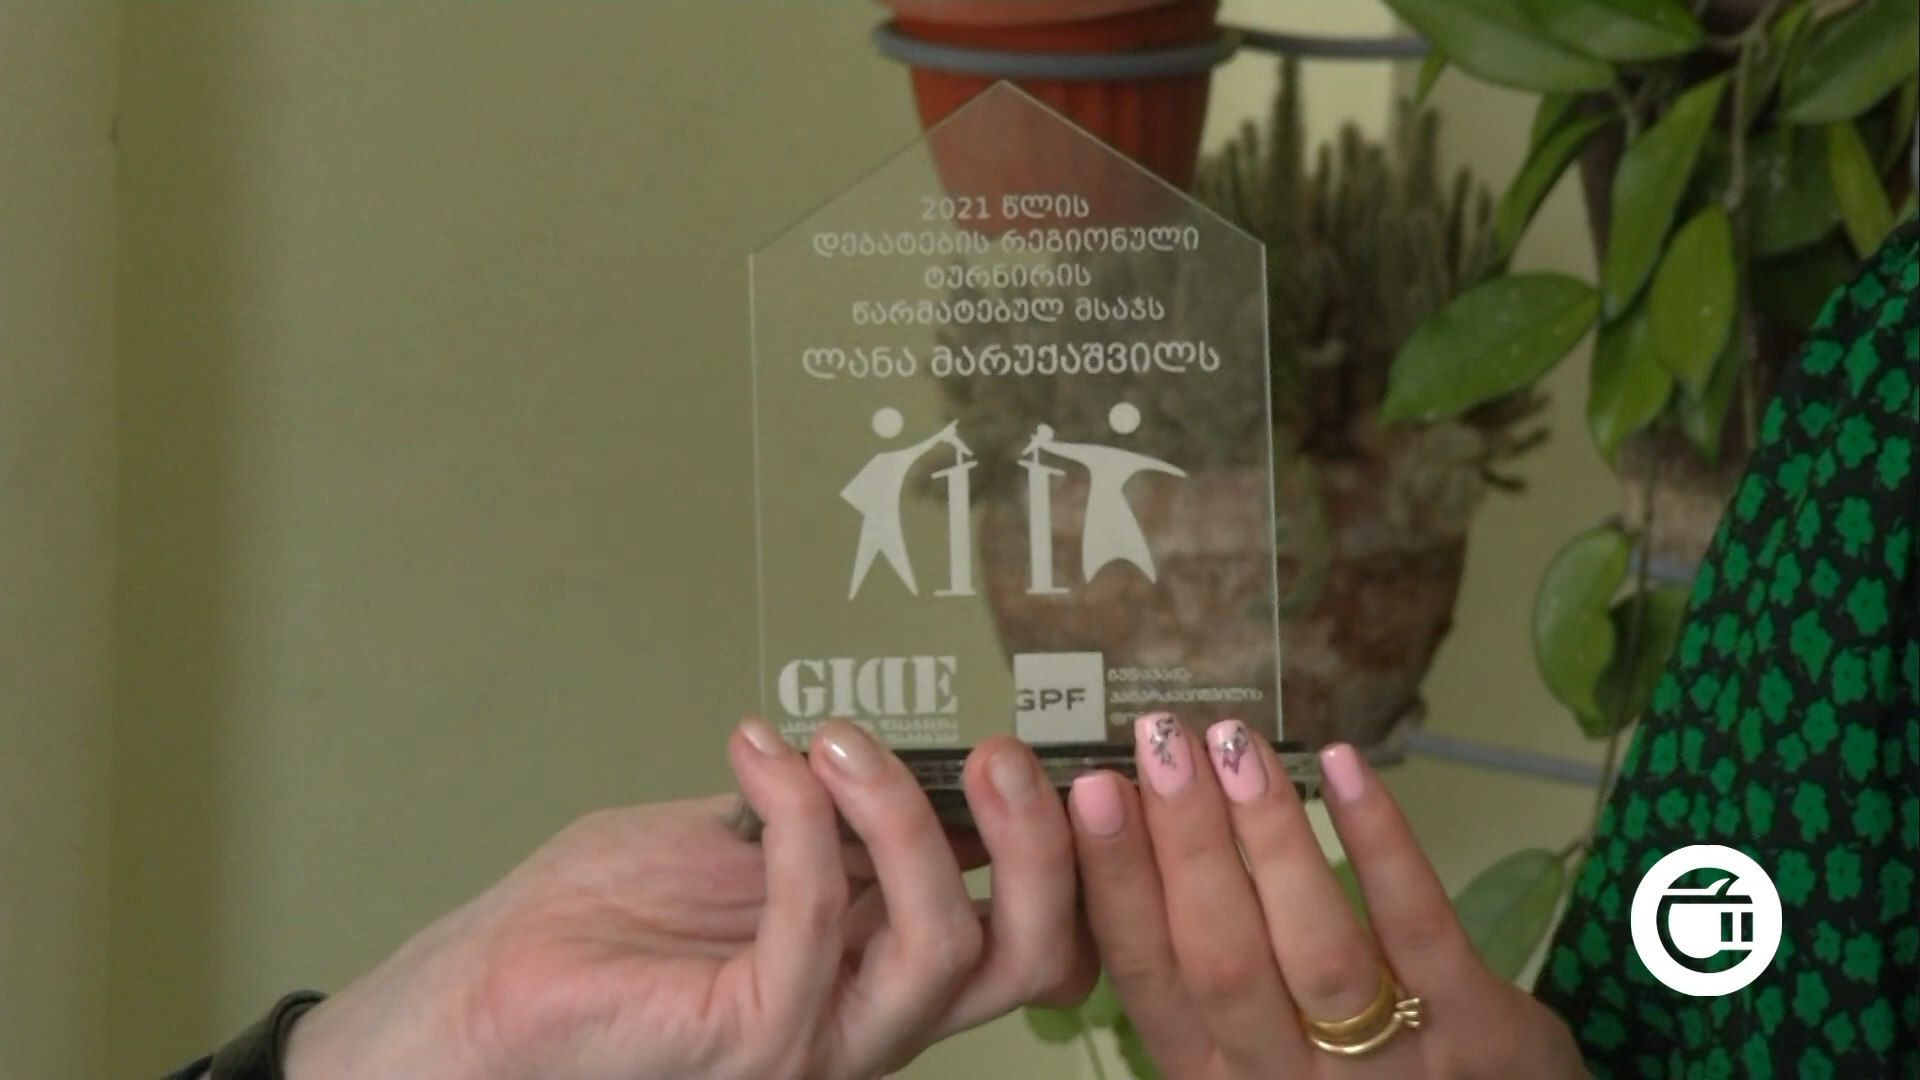 2021 წლის
დებატების რეგიონული
ტურნირის
წარმატებულ მსაჯს
ლანა მარუქაშვილს
GIDE
GPF